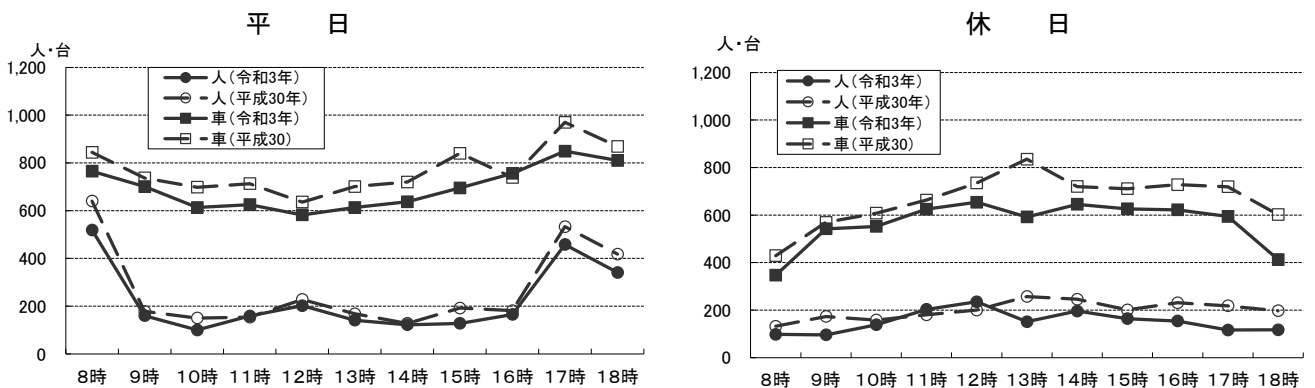 平　日
人・台
1,200
1,000
800
600
400
200
0
人（令和3年）
人（平成30年）
車（令和3年）
車（平成30）
8時 9時 10時 11時 12時 13時 14時 15時 16時 17時 18時
休　日
人・台
1,200
1,000
800
600
400
200
0
人（令和3年）
人（平成30年）
車（令和3年）
車（平成30）
8時 9時 10時 11時 12時 13時 14時 15時 16時 17時 18時